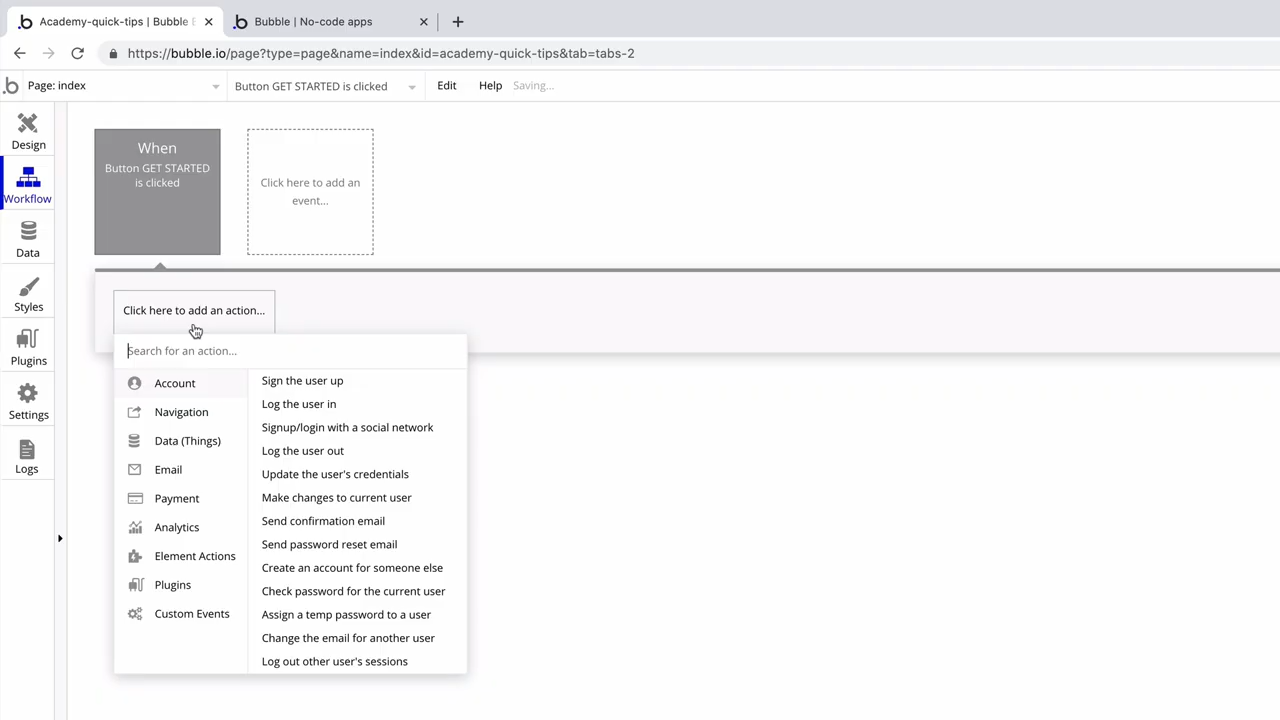 Academy-quick-tips | Bubble E
Bubble | No-code apps
https://bubble.io/page?type=page&name=index&id=academy-quick-tips&tab=tabs-2
Page: index
Button GET STARTED is clicked
Edit
Help
Saving...
Design
Workflow
Data
Styles
Plugins
Settings
Logs
When
Button GET STARTED
is clicked
Click here to add an
event...
Click here to add an action...
Search for an action...
Account
Navigation
Data (Things)
Email
Payment
Analytics
Element Actions
Plugins
Custom Events
Sign the user up
Log the user in
Signup/login with a social network
Log the user out
Update the user's credentials
Make changes to current user
Send confirmation email
Send password reset email
Create an account for someone else
Check password for the current user
Assign a temp password to a user
Change the email for another user
Log out other user's sessions